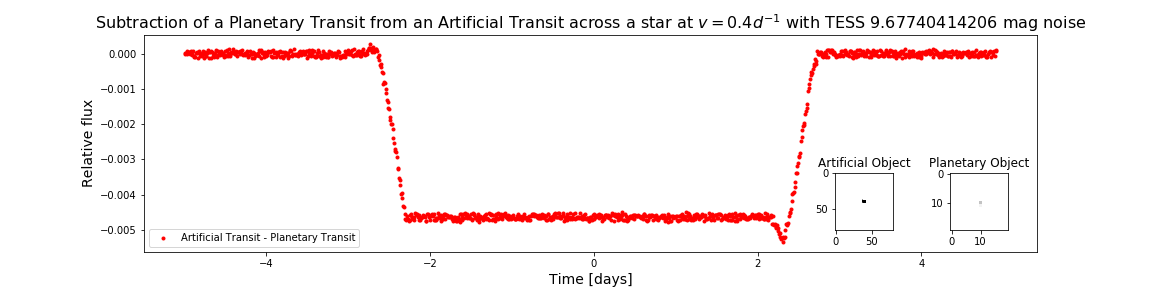 Subtraction of a Planetary Transit from an Artificial Transit across a star at v = 0.4d⁻¹ with TESS 9.67740414206 mag noise
Relative flux
0.000
−0.001
−0.002
−0.003
−0.004
−0.005
Artificial Transit - Planetary Transit
Artificial Object
0
50
0 50
Planetary Object
0
10
0 10
−4 −2 0 2 4
Time [days]